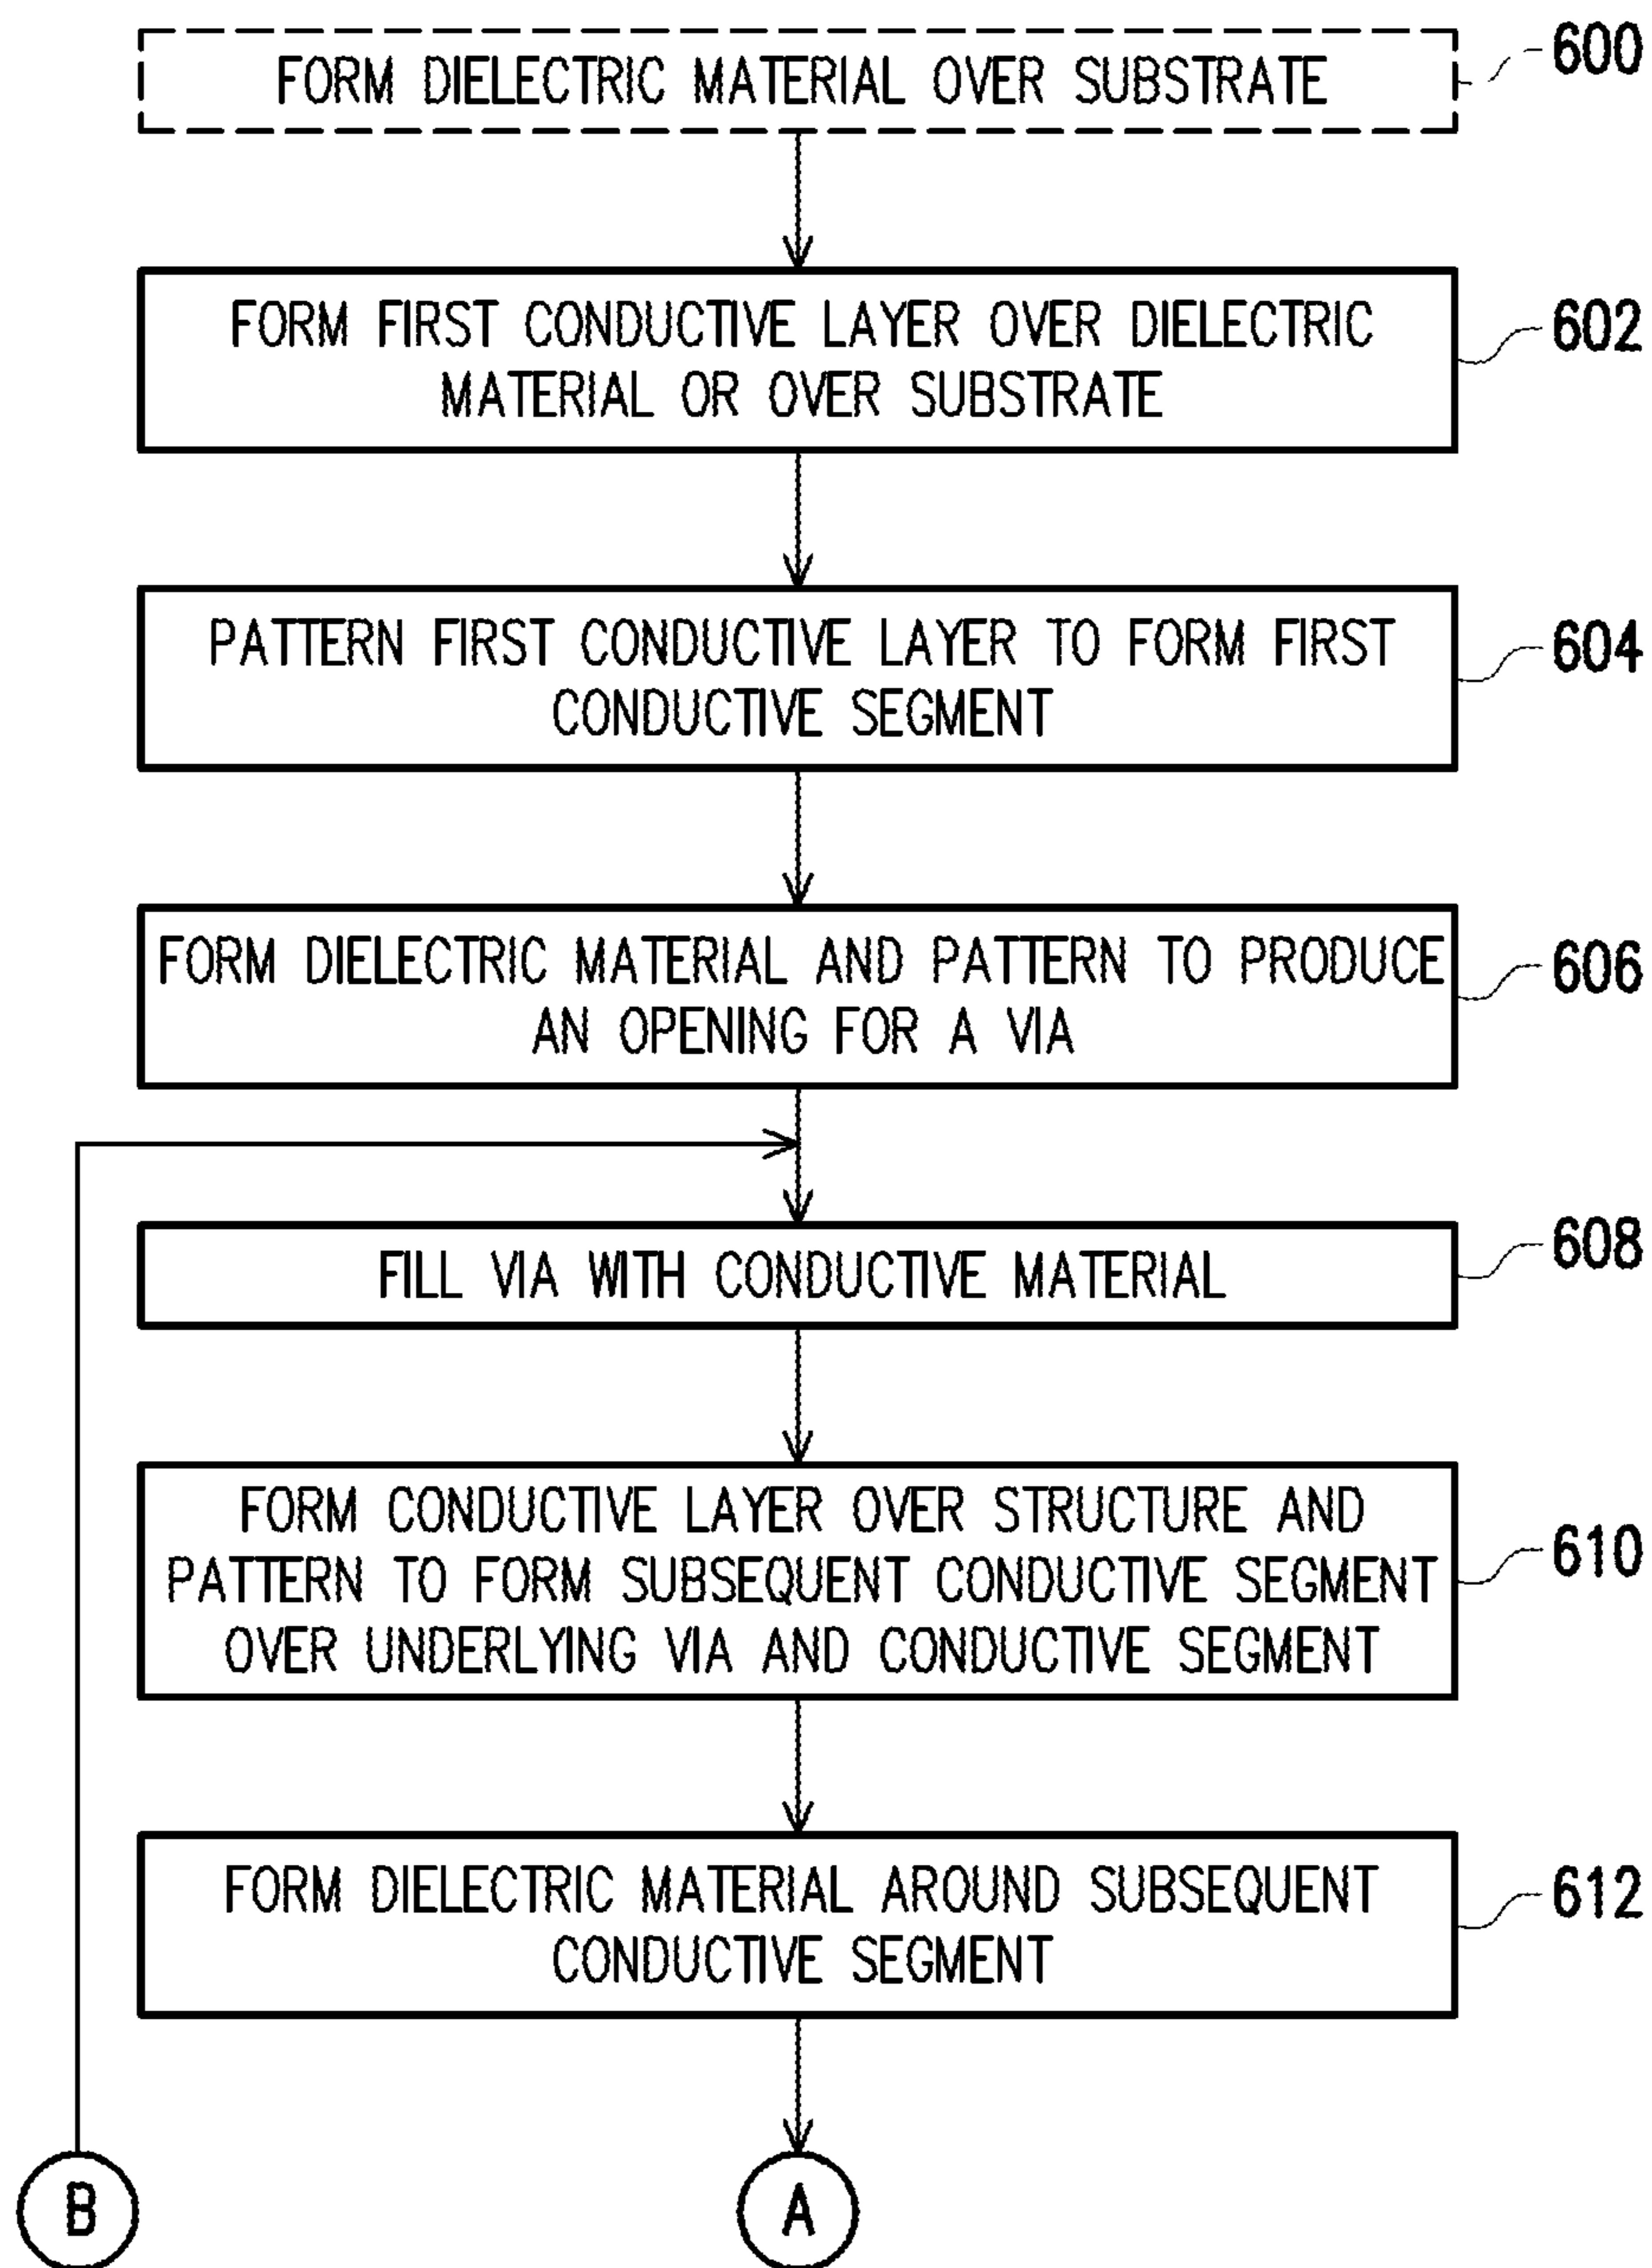 FORM DIELECTRIC MATERIAL OVER SUBSTRATE
600
FORM FIRST CONDUCTIVE LAYER OVER DIELECTRIC
MATERIAL OR OVER SUBSTRATE
602
PATTERN FIRST CONDUCTIVE LAYER TO FORM FIRST
CONDUCTIVE SEGMENT
604
FORM DIELECTRIC MATERIAL AND PATTERN TO PRODUCE
AN OPENING FOR A VIA
606
FILL VIA WITH CONDUCTIVE MATERIAL
608
FORM CONDUCTIVE LAYER OVER STRUCTURE AND
PATTERN TO FORM SUBSEQUENT CONDUCTIVE SEGMENT
OVER UNDERLYING VIA AND CONDUCTIVE SEGMENT
610
FORM DIELECTRIC MATERIAL AROUND SUBSEQUENT
CONDUCTIVE SEGMENT
612
B
A